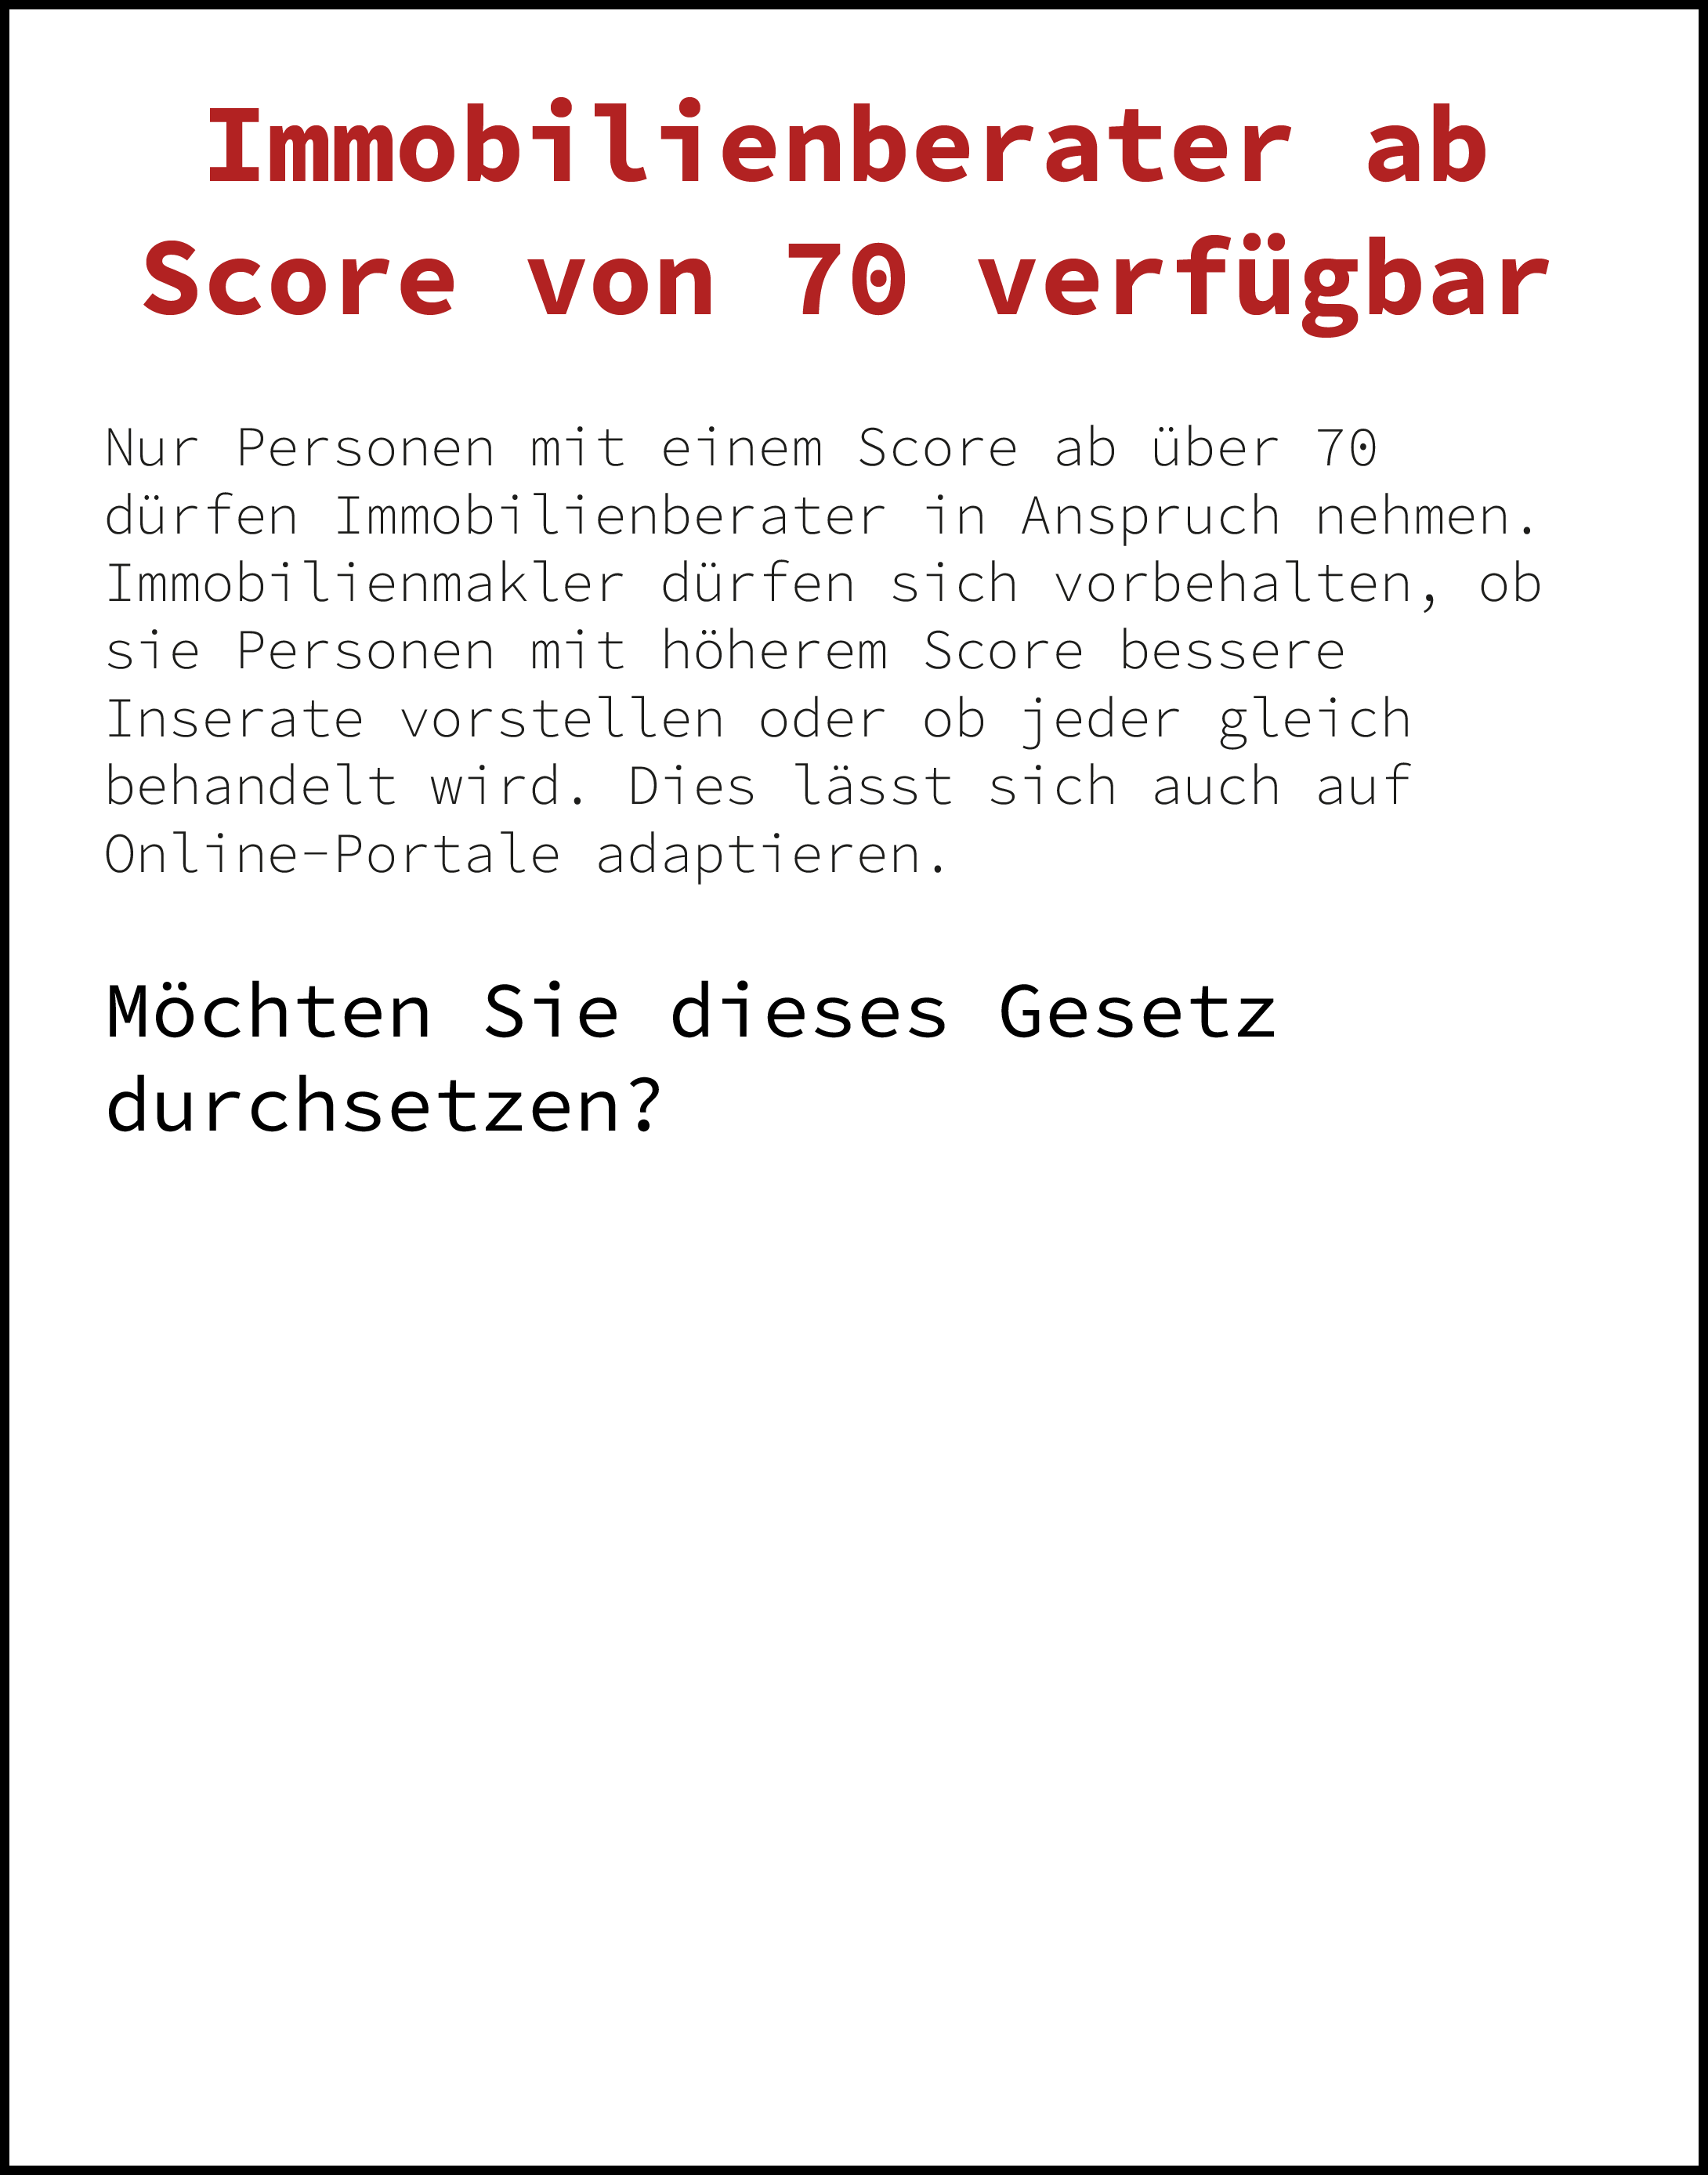 Immobilienberater ab
Score von 70 verfügbar
Nur Personen mit einem Score ab über 70
dürfen Immobilienberater in Anspruch nehmen.
Immobilienmakler dürfen sich vorbehalten, ob
sie Personen mit höherem Score bessere
Inserate vorstellen oder ob jeder gleich
behandelt wird. Dies lässt sich auch auf
Online-Portale adaptieren.
Möchten Sie dieses Gesetz
durchsetzen?